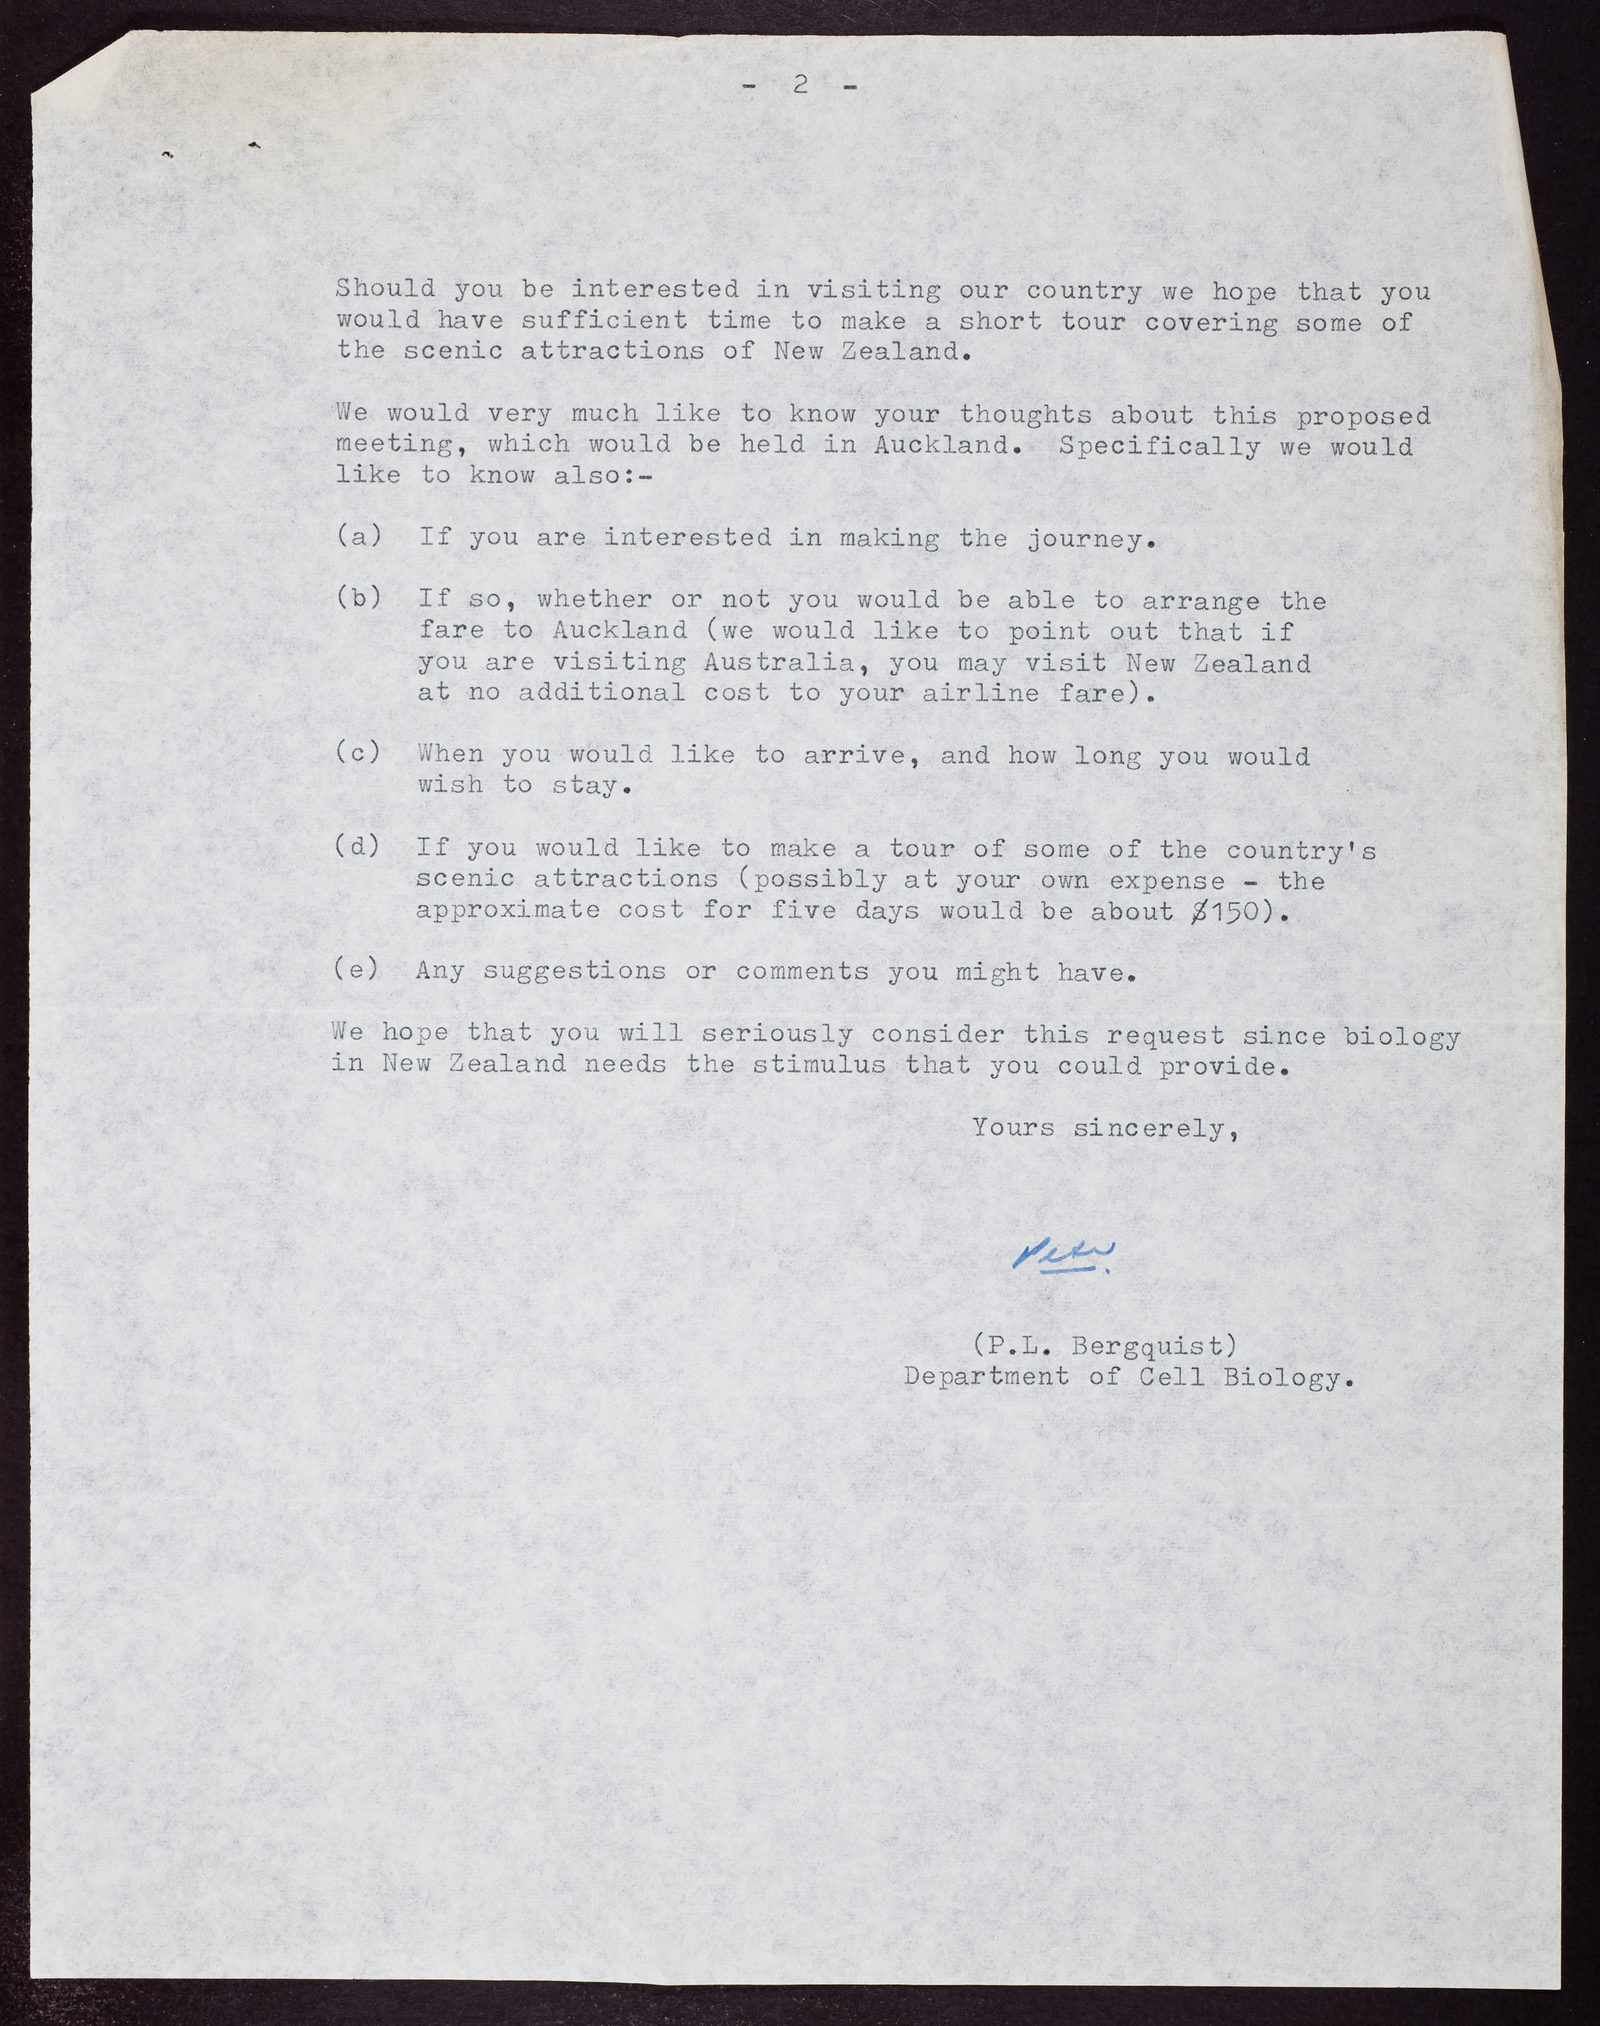 - 2 -
Should you be interested in visiting our country we hope that you
would have sufficient time to make a short tour covering some of
the scenic attractions of New Zealand.
We would very much like to know your thoughts about this proposed
meeting, which would be held in Auckland. Specifically we would
like to know also:-
(a) If you are interested in making the journey.
(b) If so, whether or not you would be able to arrange the
fare to Auckland (we would like to point out that if
you are visiting Australia, you may visit New Zealand
at no additional cost to your airline fare).
(c) When you would like to arrive, and how long you would
wish to stay.
(d) If you would like to make a tour of some of the country's
scenic attractions (possibly at your own expense - the
approximate cost for five days would be about $150).
(e) Any suggestions or comments you might have.
We hope that you will seriously consider this request since biology
in New Zealand needs the stimulus that you could provide.
Yours sincerely,
Peter.
(P.L. Bergquist)
Department of Cell Biology.